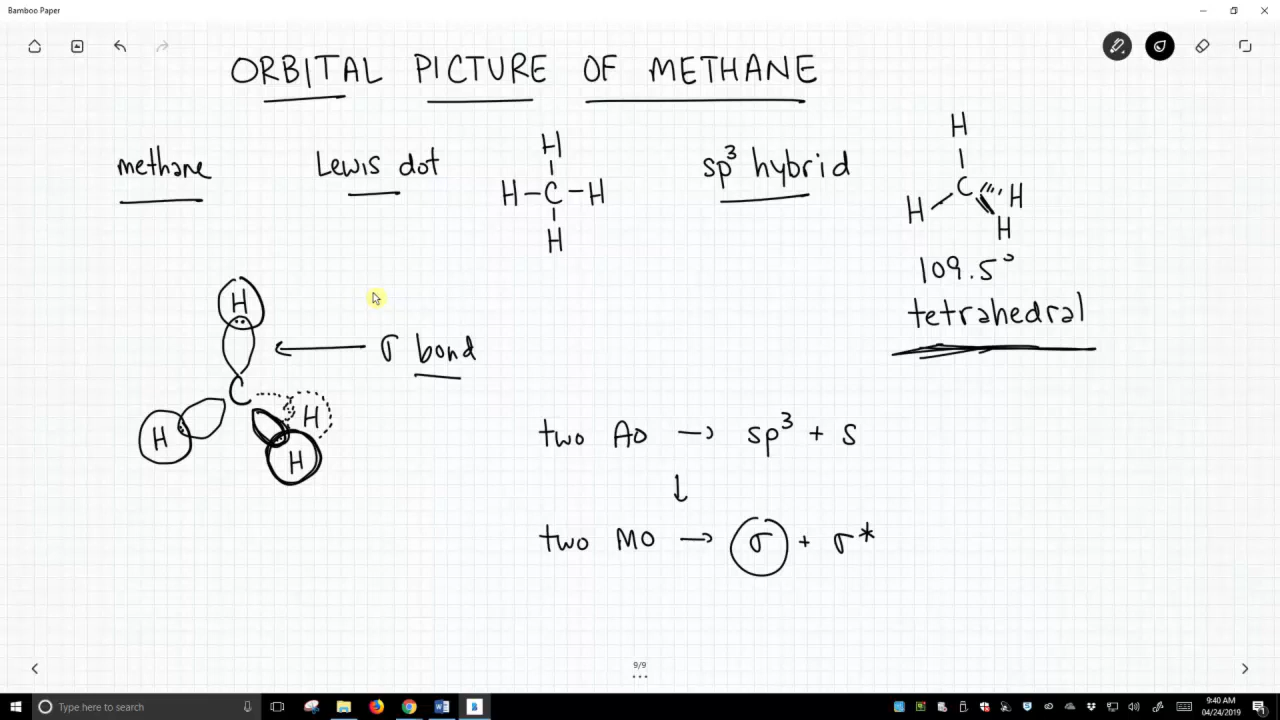 Bamboo Paper
ORBITAL PICTURE OF METHANE
methane
Lewis dot
H
H-C-H
H
sp³ hybrid
H
C
H
H
H
109.5°
tetrahedral
H
σ bond
C
H
H
H
two AO → sp³ + s
↓
two MO → σ + σ*
9/9
Type here to search
9:40 AM
04/24/2019